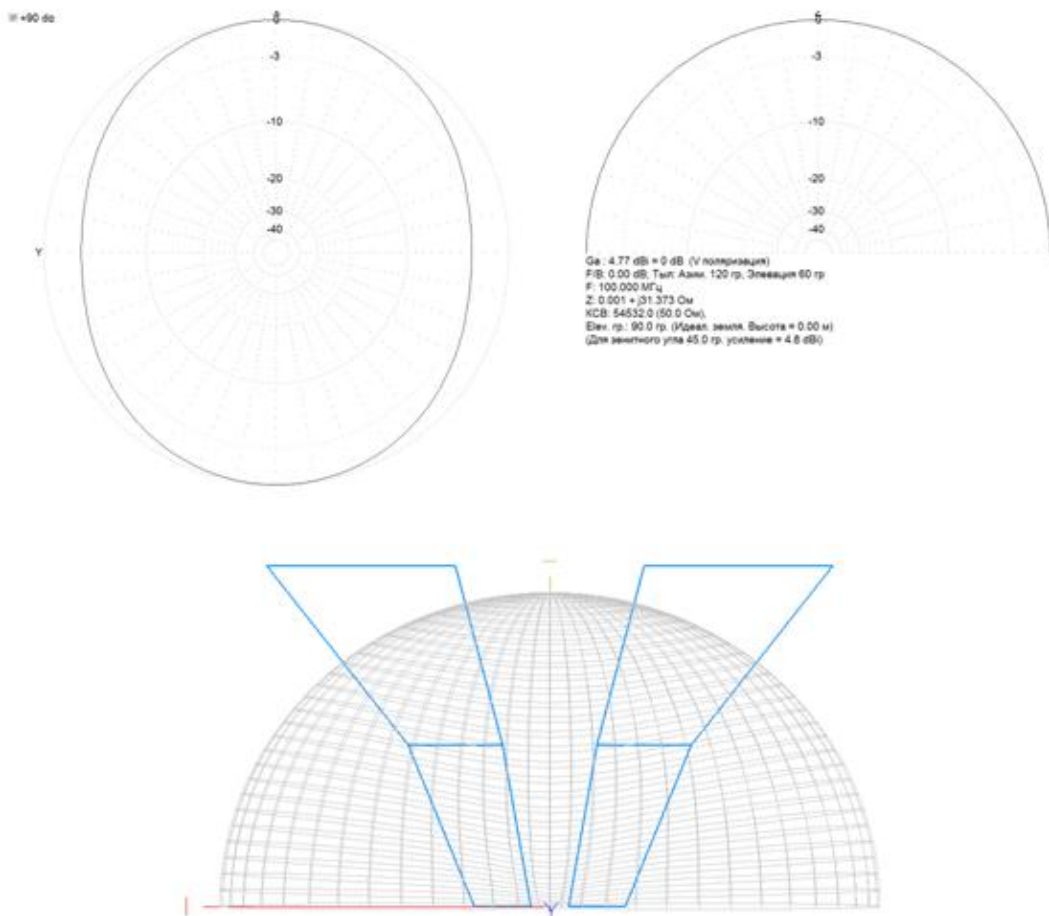 -3
-10
-20
-30
-40
Y
-3
-10
-20
-30
-40
Ga : 4.77 dBi = 0 dB (V поляризация)
F/B: 0.00 dB; Тыл: Азим. 120 гр, Элевация 60 гр
F: 100.000 МГц
Z: 0.001 + j31.373 Ом
КСВ: 54532.0 (50.0 Ом),
Elev. гр.: 90.0 гр. (Идеал. земля. Высота = 0.00 м)
(Для зенитного угла 45.0 гр. усиление = 4.8 dBi)
Y